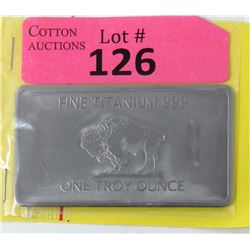 COTTON
AUCTIONS
Lot #
126
FINE TITANIUM 999
ONE TROY OUNCE